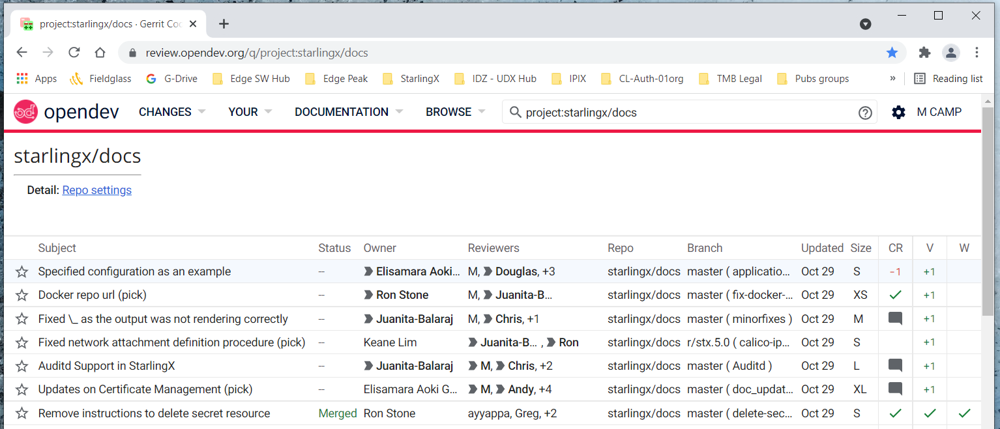 project:starlingx/docs · Gerrit Coc
review.opendev.org/q/project:starlingx/docs
Apps Fieldglass G-Drive Edge SW Hub Edge Peak StarlingX IDZ - UDX Hub IPIX CL-Auth-01org TMB Legal Pubs groups » Reading list
od opendev CHANGES YOUR DOCUMENTATION BROWSE project:starlingx/docs M CAMP
starlingx/docs
Detail: Repo settings
Subject Status Owner Reviewers Repo Branch Updated Size CR V W
Specified configuration as an example -- Elisamara Aoki... M, Douglas, +3 starlingx/docs master ( applicatio... Oct 29 S -1 +1
Docker repo url (pick) -- Ron Stone M, Juanita-B... starlingx/docs master ( fix-docker-... Oct 29 XS +1
Fixed \_ as the output was not rendering correctly -- Juanita-Balaraj M, Chris, +1 starlingx/docs master ( minorfixes ) Oct 29 M +1
Fixed network attachment definition procedure (pick) -- Keane Lim Juanita-B... , Ron starlingx/docs r/stx.5.0 ( calico-ip... Oct 29 S +1
Auditd Support in StarlingX -- Juanita-Balaraj M, Chris, +2 starlingx/docs master ( Auditd ) Oct 29 L +1
Updates on Certificate Management (pick) -- Elisamara Aoki G... M, Andy, +4 starlingx/docs master ( doc_updat... Oct 29 XL +1
Remove instructions to delete secret resource Merged Ron Stone ayyappa, Greg, +2 starlingx/docs master ( delete-sec... Oct 29 S